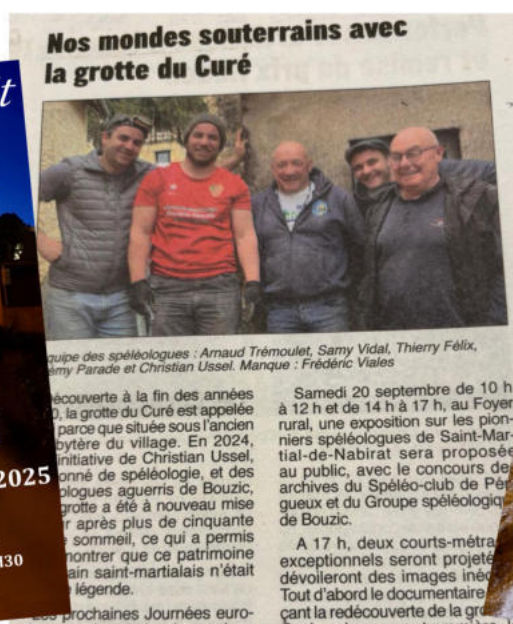 Nos mondes souterrains avec
la grotte du Curé
quipe des spéléologues : Arnaud Trémoulet, Samy Vidal, Thierry Félix,
émy Parade et Christian Ussel. Manque : Frédéric Viales
écouverte à la fin des années
0, la grotte du Curé est appelée
parce que située sous l'ancien
bytère du village. En 2024,
initiative de Christian Ussel,
onné de spéléologie, et des
ologues aguerris de Bouzic,
grotte a été à nouveau mise
r après plus de cinquante
sommeil, ce qui a permis
montrer que ce patrimoine
ain saint-martialais n'était
légende.
prochaines Journées euro-
Samedi 20 septembre de 10 h
à 12 h et de 14 h à 17 h, au Foyer
rural, une exposition sur les pion-
niers spéléologues de Saint-Mar-
tial-de-Nabirat sera proposée
au public, avec le concours de
archives du Spéléo-club de Pé
gueux et du Groupe spéléologiq
de Bouzic.
A 17 h, deux courts-métra
exceptionnels seront projeté
dévoileront des images inéd
Tout d'abord le documentaire
çant la redécouverte de la gro
t
2025
h30